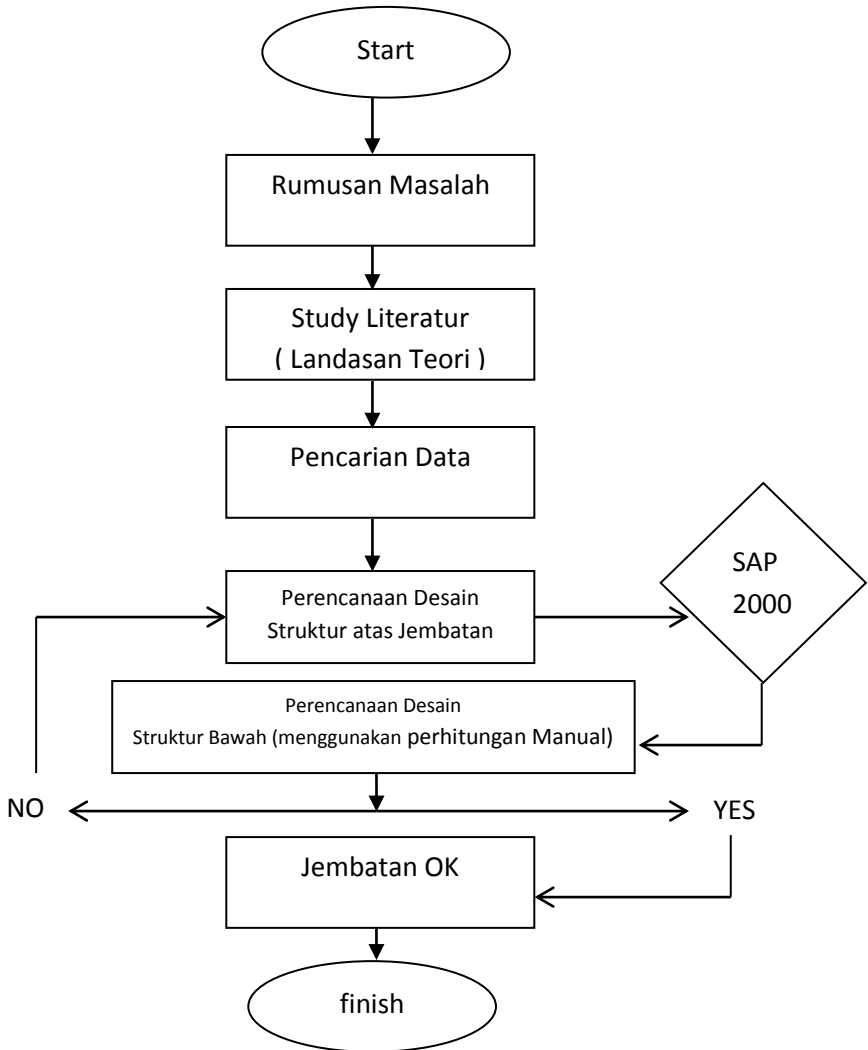 Start
Rumusan Masalah
Study Literatur
( Landasan Teori )
Pencarian Data
Perencanaan Desain
Struktur atas Jembatan
SAP
2000
Perencanaan Desain
Struktur Bawah (menggunakan perhitungan Manual)
NO
YES
Jembatan OK
finish